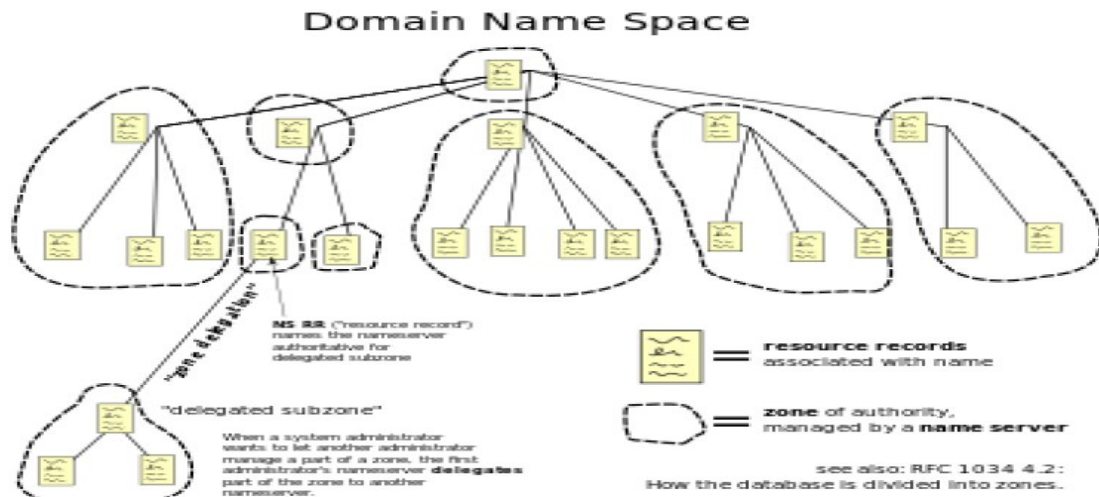 Domain Name Space
"zone delegation"
NS RR ("resource record")
names the nameserver
authoritative for
delegated subzone
resource records
associated with name
"delegated subzone"
When a system administrator
wants to let another administrator
manage a part of a zone, the first
administrator's nameserver delegates
part of the zone to another
nameserver.
zone of authority,
managed by a name server
see also: RFC 1034 4.2:
How the database is divided into zones.